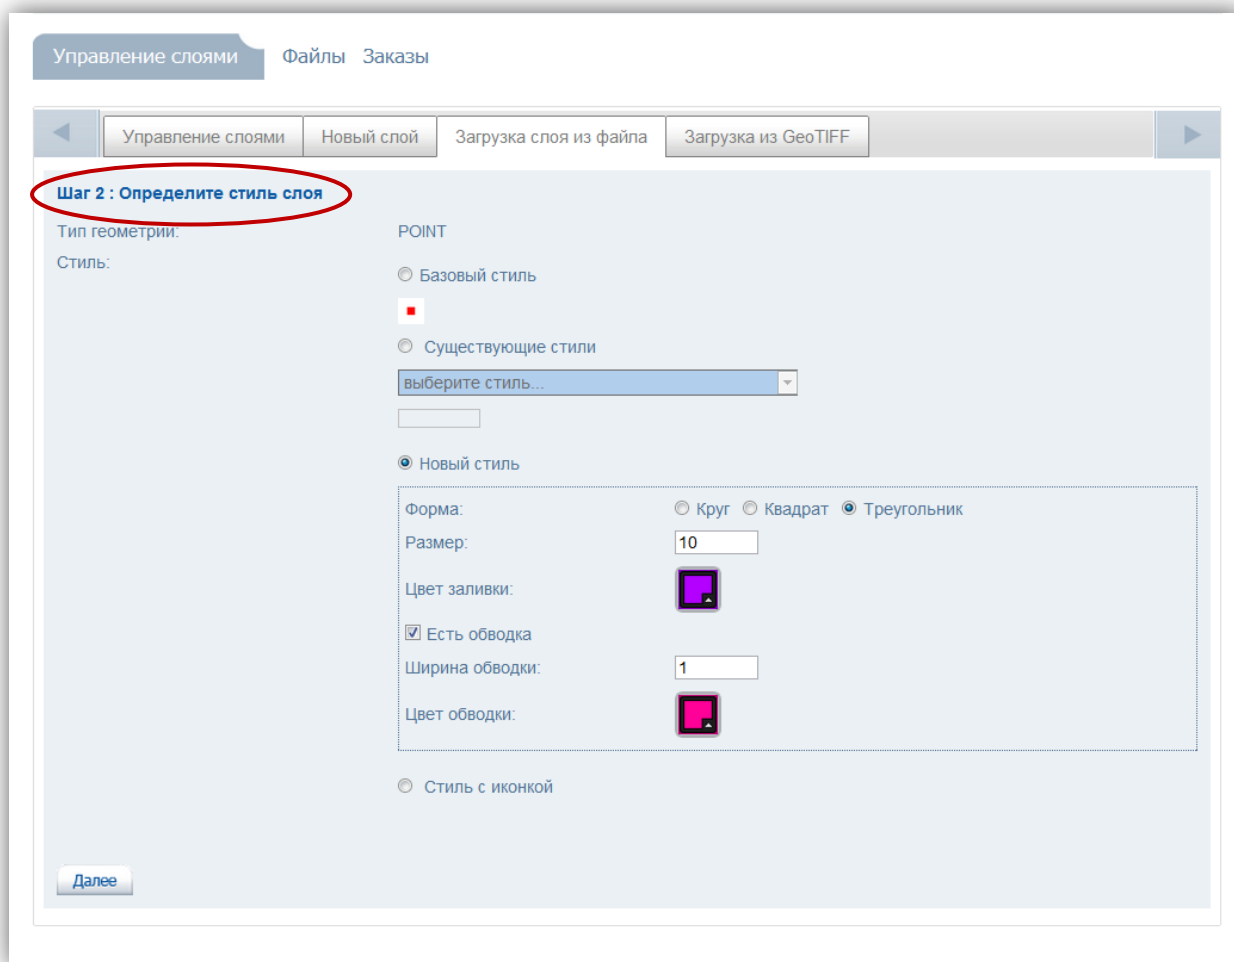 Управление слоями Файлы Заказы
Управление слоями Новый слой Загрузка слоя из файла Загрузка из GeoTIFF
Шаг 2 : Определите стиль слоя
Тип геометрии: POINT
Стиль: Базовый стиль
Существующие стили
выберите стиль...
Новый стиль
Форма: Круг Квадрат Треугольник
Размер: 10
Цвет заливки:
Есть обводка
Ширина обводки: 1
Цвет обводки:
Стиль с иконкой
Далее